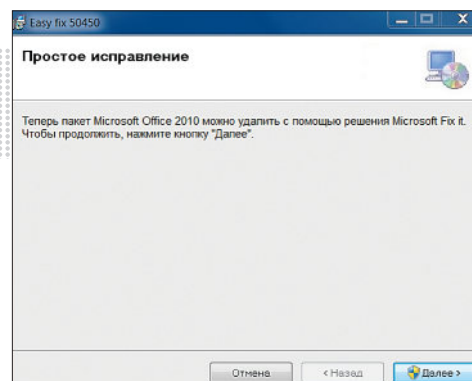 Easy fix 50450
Простое исправление
Теперь пакет Microsoft Office 2010 можно удалить с помощью решения Microsoft Fix it.
Чтобы продолжить, нажмите кнопку "Далее".
Отмена < Назад Далее >